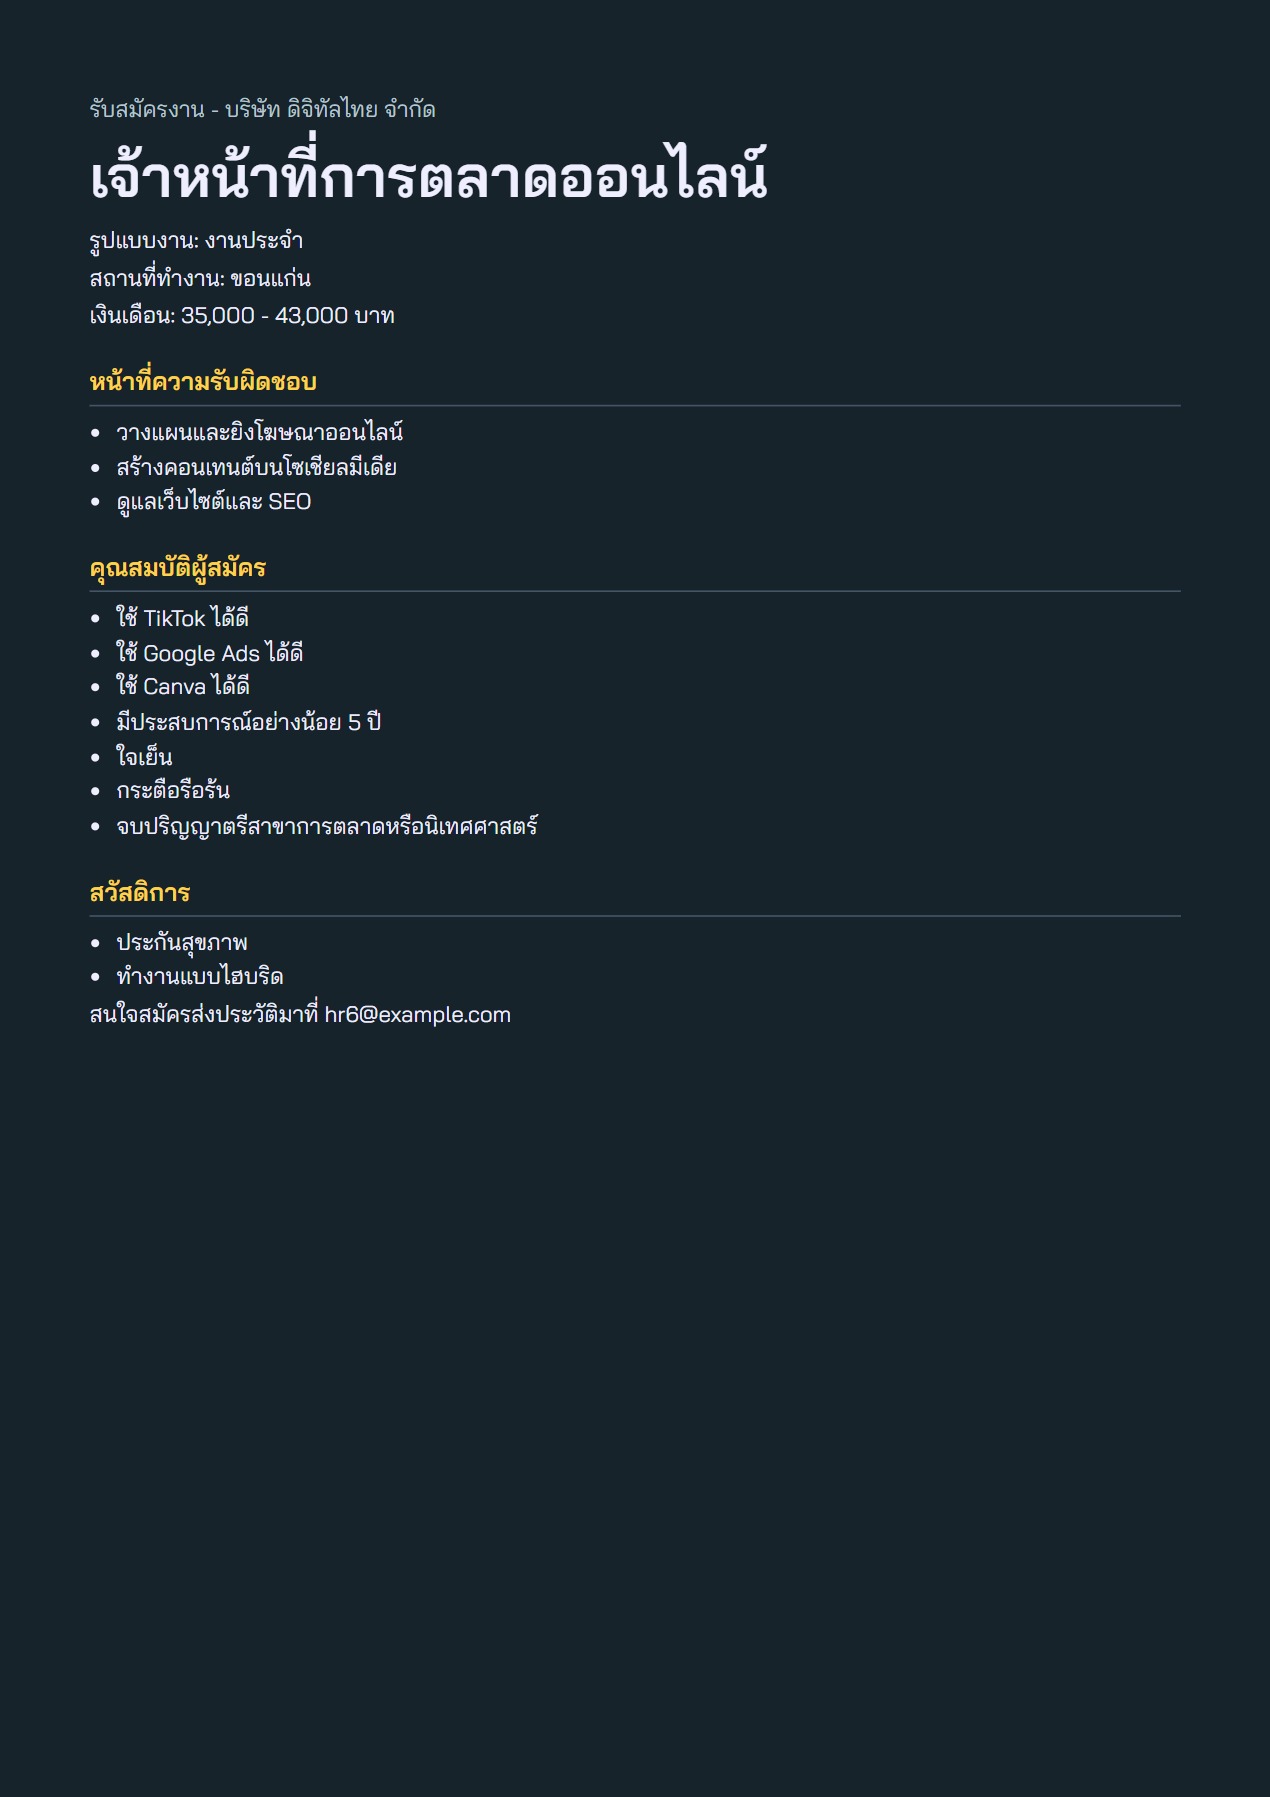 รับสมัครงาน - บริษัท ดิจิทัลไทย จำกัด
เจ้าหน้าที่การตลาดออนไลน์
รูปแบบงาน: งานประจำ
สถานที่ทำงาน: ขอนแก่น
เงินเดือน: 35,000 - 43,000 บาท
หน้าที่ความรับผิดชอบ
• วางแผนและยิงโฆษณาออนไลน์
• สร้างคอนเทนต์บนโซเชียลมีเดีย
• ดูแลเว็บไซต์และ SEO
คุณสมบัติผู้สมัคร
• ใช้ TikTok ได้ดี
• ใช้ Google Ads ได้ดี
• ใช้ Canva ได้ดี
• มีประสบการณ์อย่างน้อย 5 ปี
• ใจเย็น
• กระตือรือร้น
• จบปริญญาตรีสาขาการตลาดหรือนิเทศศาสตร์
สวัสดิการ
• ประกันสุขภาพ
• ทำงานแบบไฮบริด
สนใจสมัครส่งประวัติมาที่ hr6@example.com